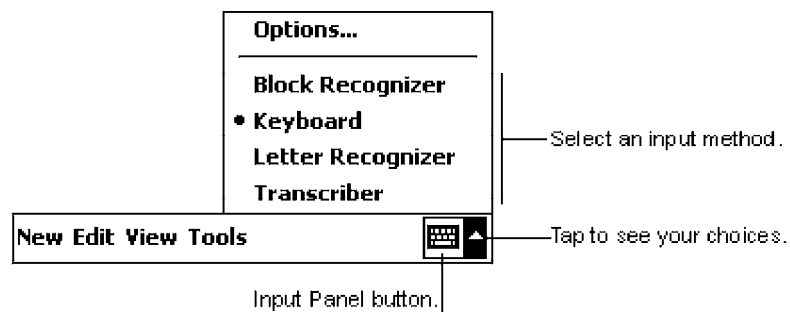 Options...
Block Recognizer
Keyboard
Letter Recognizer
Transcriber
Select an input method.
New Edit View Tools
Tap to see your choices.
Input Panel button.